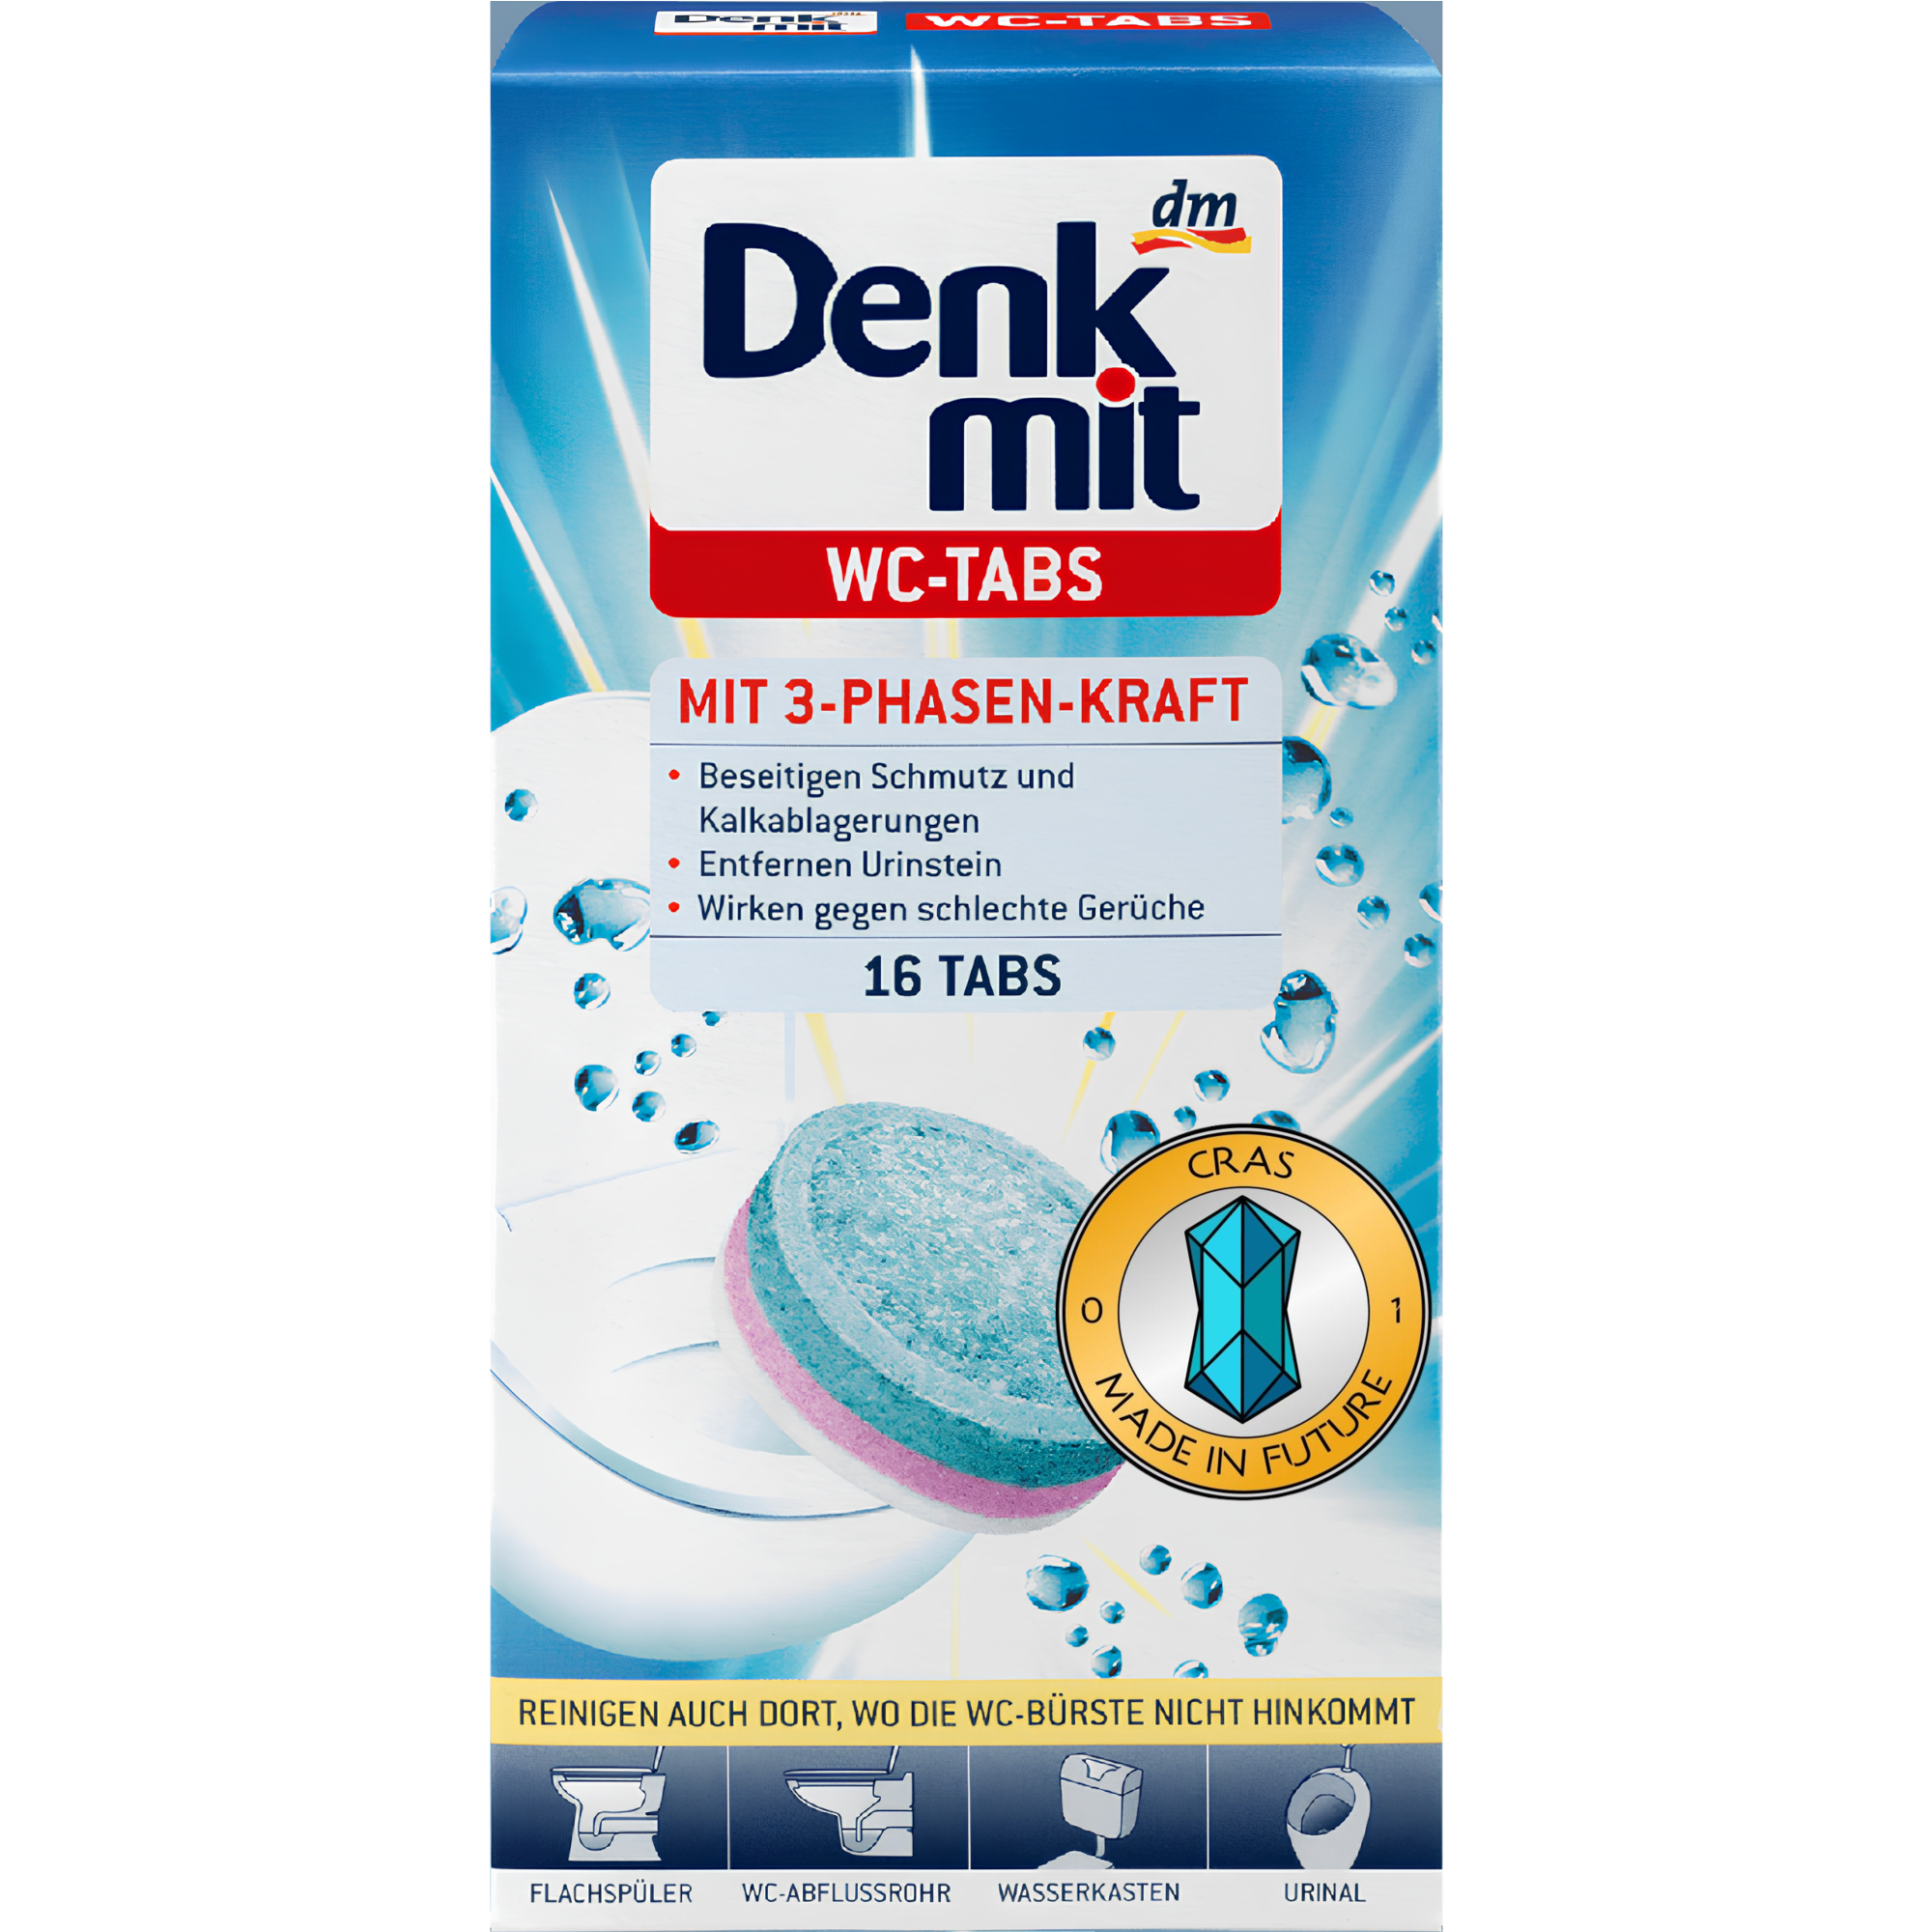 Denk mit WC-TABS
dm
Denk
mit
WC-TABS
MIT 3-PHASEN-KRAFT
• Beseitigen Schmutz und
Kalkablagerungen
• Entfernen Urinstein
• Wirken gegen schlechte Gerüche
16 TABS
CRAS
0 1
MADE IN FUTURE
REINIGEN AUCH DORT, WO DIE WC-BÜRSTE NICHT HINKOMMT
FLACHSPÜLER WC-ABFLUSSROHR WASSERKASTEN URINAL